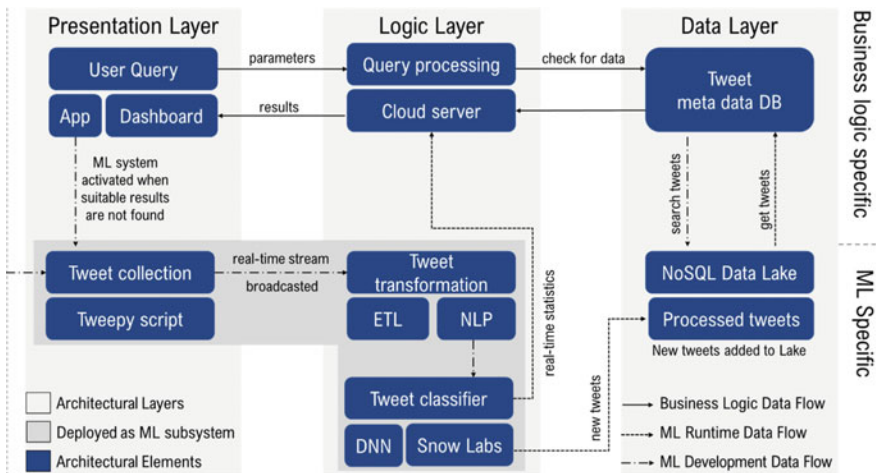 Presentation Layer
Logic Layer
Data Layer
Business logic specific
User Query
parameters
Query processing
check for data
Tweet
meta data DB
App
Dashboard
results
Cloud server
ML system
activated when
suitable results
are not found
search tweets
get tweets
Tweet collection
real-time stream
broadcasted
Tweet
transformation
NoSQL Data Lake
ML Specific
Tweepy script
ETL
NLP
real-time statistics
Processed tweets
New tweets added to Lake
Tweet classifier
DNN
Snow Labs
new tweets
Architectural Layers
Deployed as ML subsystem
Architectural Elements
Business Logic Data Flow
ML Runtime Data Flow
ML Development Data Flow